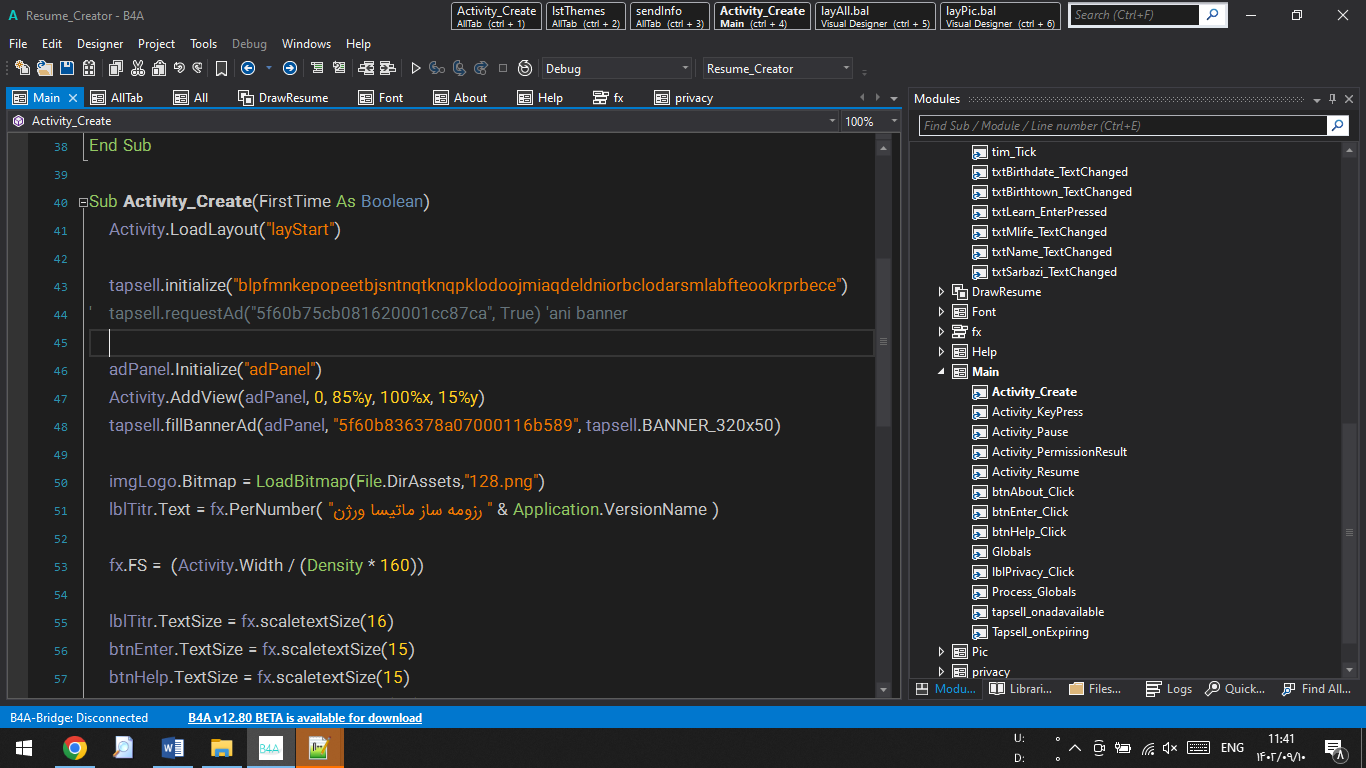 Resume_Creator - B4A
Activity_Create
AllTab (ctrl + 1)
lstThemes
AllTab (ctrl + 2)
sendInfo
AllTab (ctrl + 3)
Activity_Create
Main (ctrl + 4)
layAll.bal
Visual Designer (ctrl + 5)
layPic.bal
Visual Designer (ctrl + 6)
Search (Ctrl+F)
File Edit Designer Project Tools Debug Windows Help
Debug
Resume_Creator
Main AllTab All DrawResume Font About Help fx privacy
Activity_Create
100%
38 End Sub
39
40 Sub Activity_Create(FirstTime As Boolean)
41 Activity.LoadLayout("layStart")
42
43 tapsell.initialize("blpfmnkepopeetbjsntnqtknqpklodoojmiaqdeldniorbclodarsmlabfteookrprbece")
44 ' tapsell.requestAd("5f60b75cb081620001cc87ca", True) 'ani banner
45
46 adPanel.Initialize("adPanel")
47 Activity.AddView(adPanel, 0, 85%y, 100%x, 15%y)
48 tapsell.fillBannerAd(adPanel, "5f60b836378a07000116b589", tapsell.BANNER_320x50)
49
50 imgLogo.Bitmap = LoadBitmap(File.DirAssets,"128.png")
51 lblTitr.Text = fx.PerNumber( "رزومه ساز ماتیسا ورژن " & Application.VersionName )
52
53 fx.FS = (Activity.Width / (Density * 160))
54
55 lblTitr.TextSize = fx.scaletextSize(16)
56 btnEnter.TextSize = fx.scaletextSize(15)
57 btnHelp.TextSize = fx.scaletextSize(15)
Modules
Find Sub / Module / Line number (Ctrl+E)
tim_Tick
txtBirthdate_TextChanged
txtBirthtown_TextChanged
txtLearn_EnterPressed
txtMlife_TextChanged
txtName_TextChanged
txtSarbazi_TextChanged
DrawResume
Font
fx
Help
Main
Activity_Create
Activity_KeyPress
Activity_Pause
Activity_PermissionResult
Activity_Resume
btnAbout_Click
btnEnter_Click
btnHelp_Click
Globals
lblPrivacy_Click
Process_Globals
tapsell_onadavailable
Tapsell_onExpiring
Pic
privacy
Modu... Librari... Files... Logs Quick... Find All...
B4A-Bridge: Disconnected
B4A v12.80 BETA is available for download
B4A
U: ۰
D: ۰
ENG
11:41
۱۴۰۲/۰۹/۱۰
۸